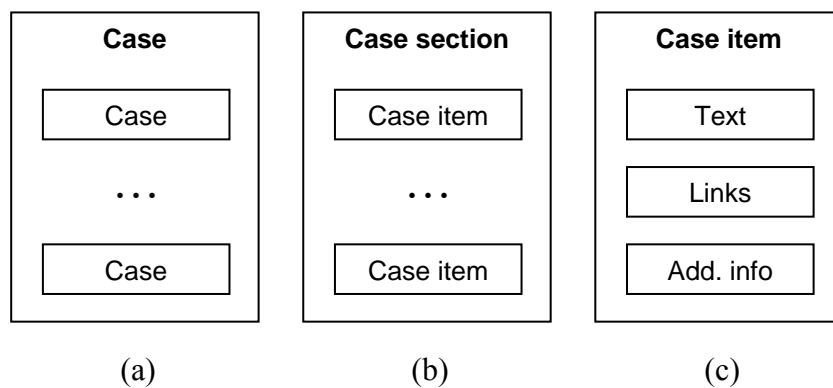 Case
Case
...
Case
(a)
Case section
Case item
...
Case item
(b)
Case item
Text
Links
Add. info
(c)